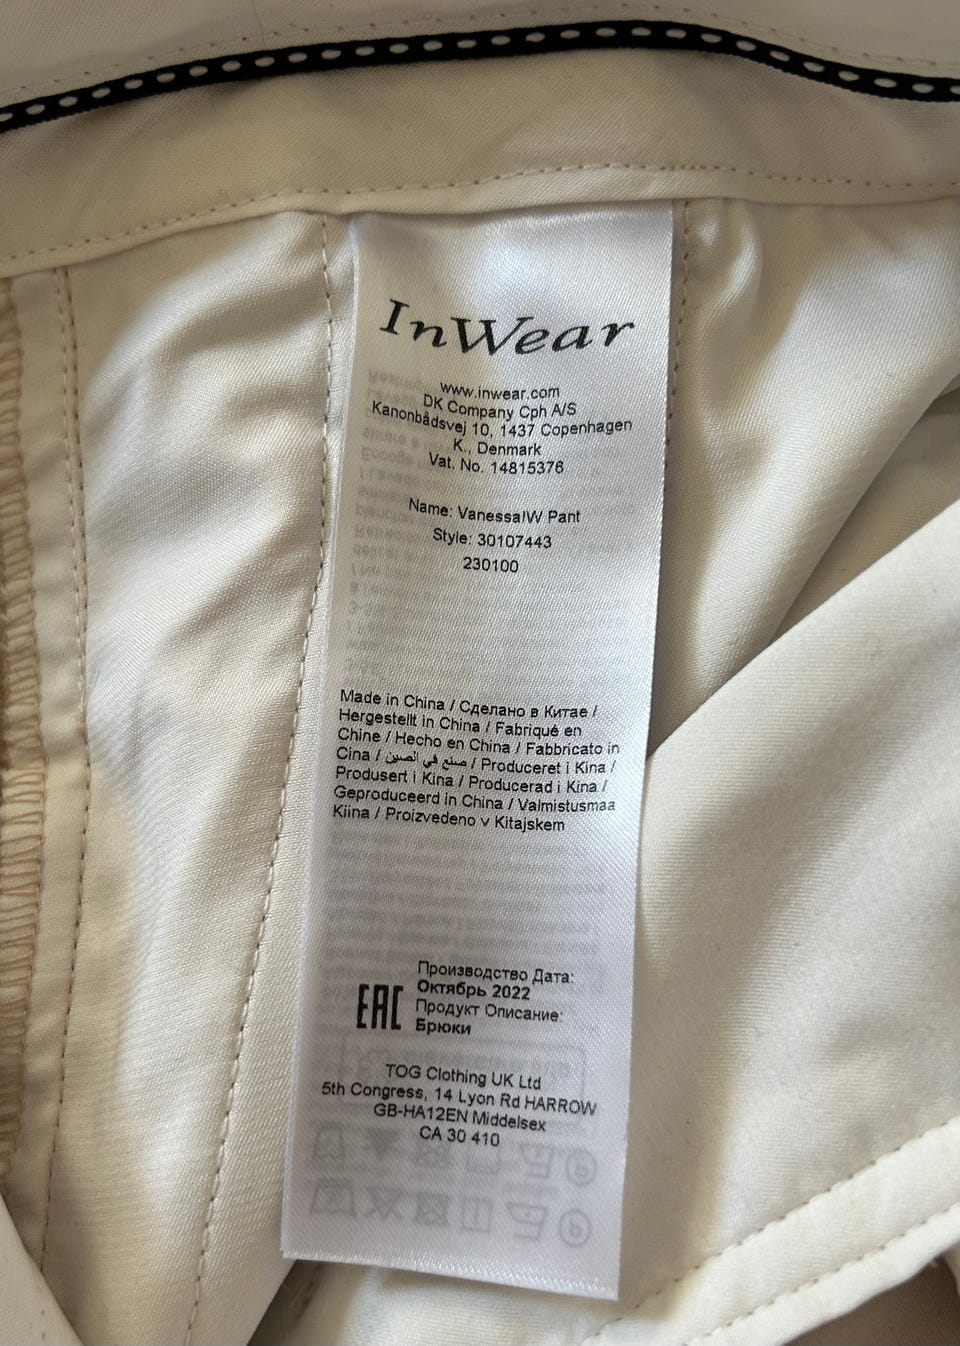 InWear
www.inwear.com
DK Company Cph A/S
Kanonbådsvej 10, 1437 Copenhagen
K., Denmark
Vat. No. 14815376
Name: VanessaIW Pant
Style: 30107443
230100
Made in China / Сделано в Китае /
Hergestellt in China / Fabriqué en
Chine / Hecho en China / Fabbricato in
Cina / صنع في الصين / Produceret i Kina /
Produsert i Kina / Producerad i Kina /
Geproduceerd in China / Valmistusmaa
Kiina / Proizvedeno v Kitajskem
Производство Дата:
Октябрь 2022
Продукт Описание:
Брюки
EAC
TOG Clothing UK Ltd
5th Congress, 14 Lyon Rd HARROW
GB-HA12EN Middelsex
CA 30 410